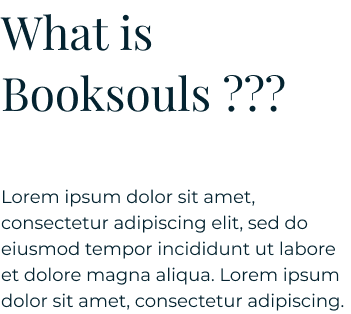 What is
Booksouls ???
Lorem ipsum dolor sit amet,
consectetur adipiscing elit, sed do
eiusmod tempor incididunt ut labore
et dolore magna aliqua. Lorem ipsum
dolor sit amet, consectetur adipiscing.